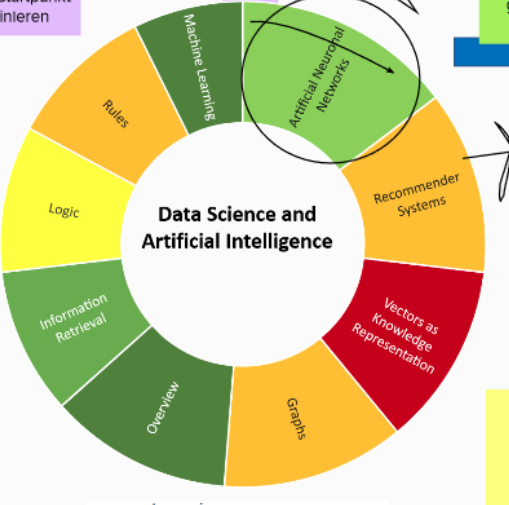 inieren
Machine Learning
Artificial Neuronal
Networks
Rules
Recommender
Systems
Logic
Data Science and
Artificial Intelligence
Information
Retrieval
Vectors as
Knowledge
Representation
Overview
Graphs